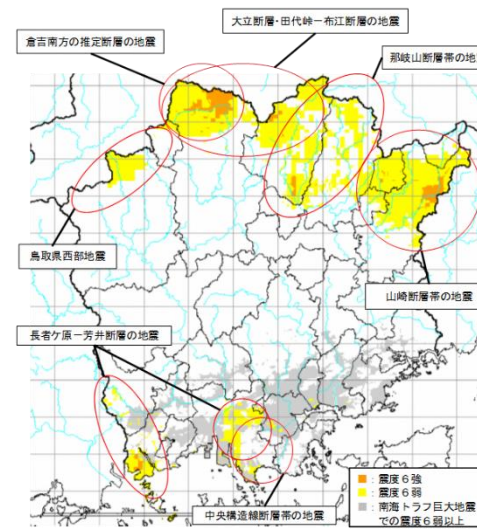 大立断層・田代峠ー布江断層の地震
倉吉南方の推定断層の地震
那岐山断層帯の地
鳥取県西部地震
山崎断層帯の地震
長者ケ原ー芳井断層の地震
中央構造線断層帯の地震
：震度６強
：震度６弱
：南海トラフ巨大地震
での震度６弱以上